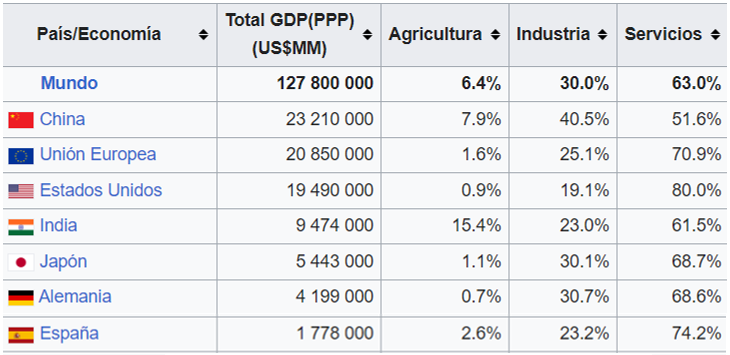 País/Economía Total GDP(PPP) (US$MM) Agricultura Industria Servicios
Mundo 127 800 000 6.4% 30.0% 63.0%
China 23 210 000 7.9% 40.5% 51.6%
Unión Europea 20 850 000 1.6% 25.1% 70.9%
Estados Unidos 19 490 000 0.9% 19.1% 80.0%
India 9 474 000 15.4% 23.0% 61.5%
Japón 5 443 000 1.1% 30.1% 68.7%
Alemania 4 199 000 0.7% 30.7% 68.6%
España 1 778 000 2.6% 23.2% 74.2%